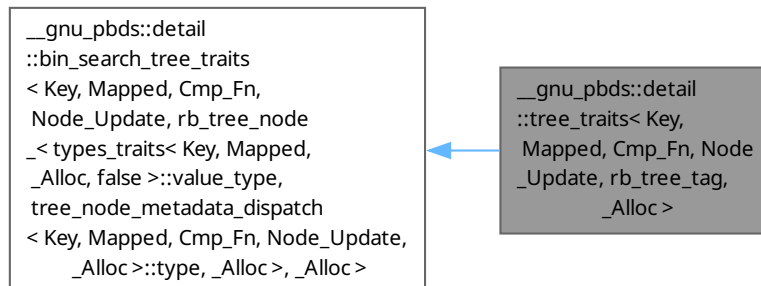 __gnu_pbds::detail
::bin_search_tree_traits
< Key, Mapped, Cmp_Fn,
Node_Update, rb_tree_node
_< types_traits< Key, Mapped,
_Alloc, false >::value_type,
tree_node_metadata_dispatch
< Key, Mapped, Cmp_Fn, Node_Update,
_Alloc >::type, _Alloc >, _Alloc >
__gnu_pbds::detail
::tree_traits< Key,
Mapped, Cmp_Fn, Node
_Update, rb_tree_tag,
_Alloc >